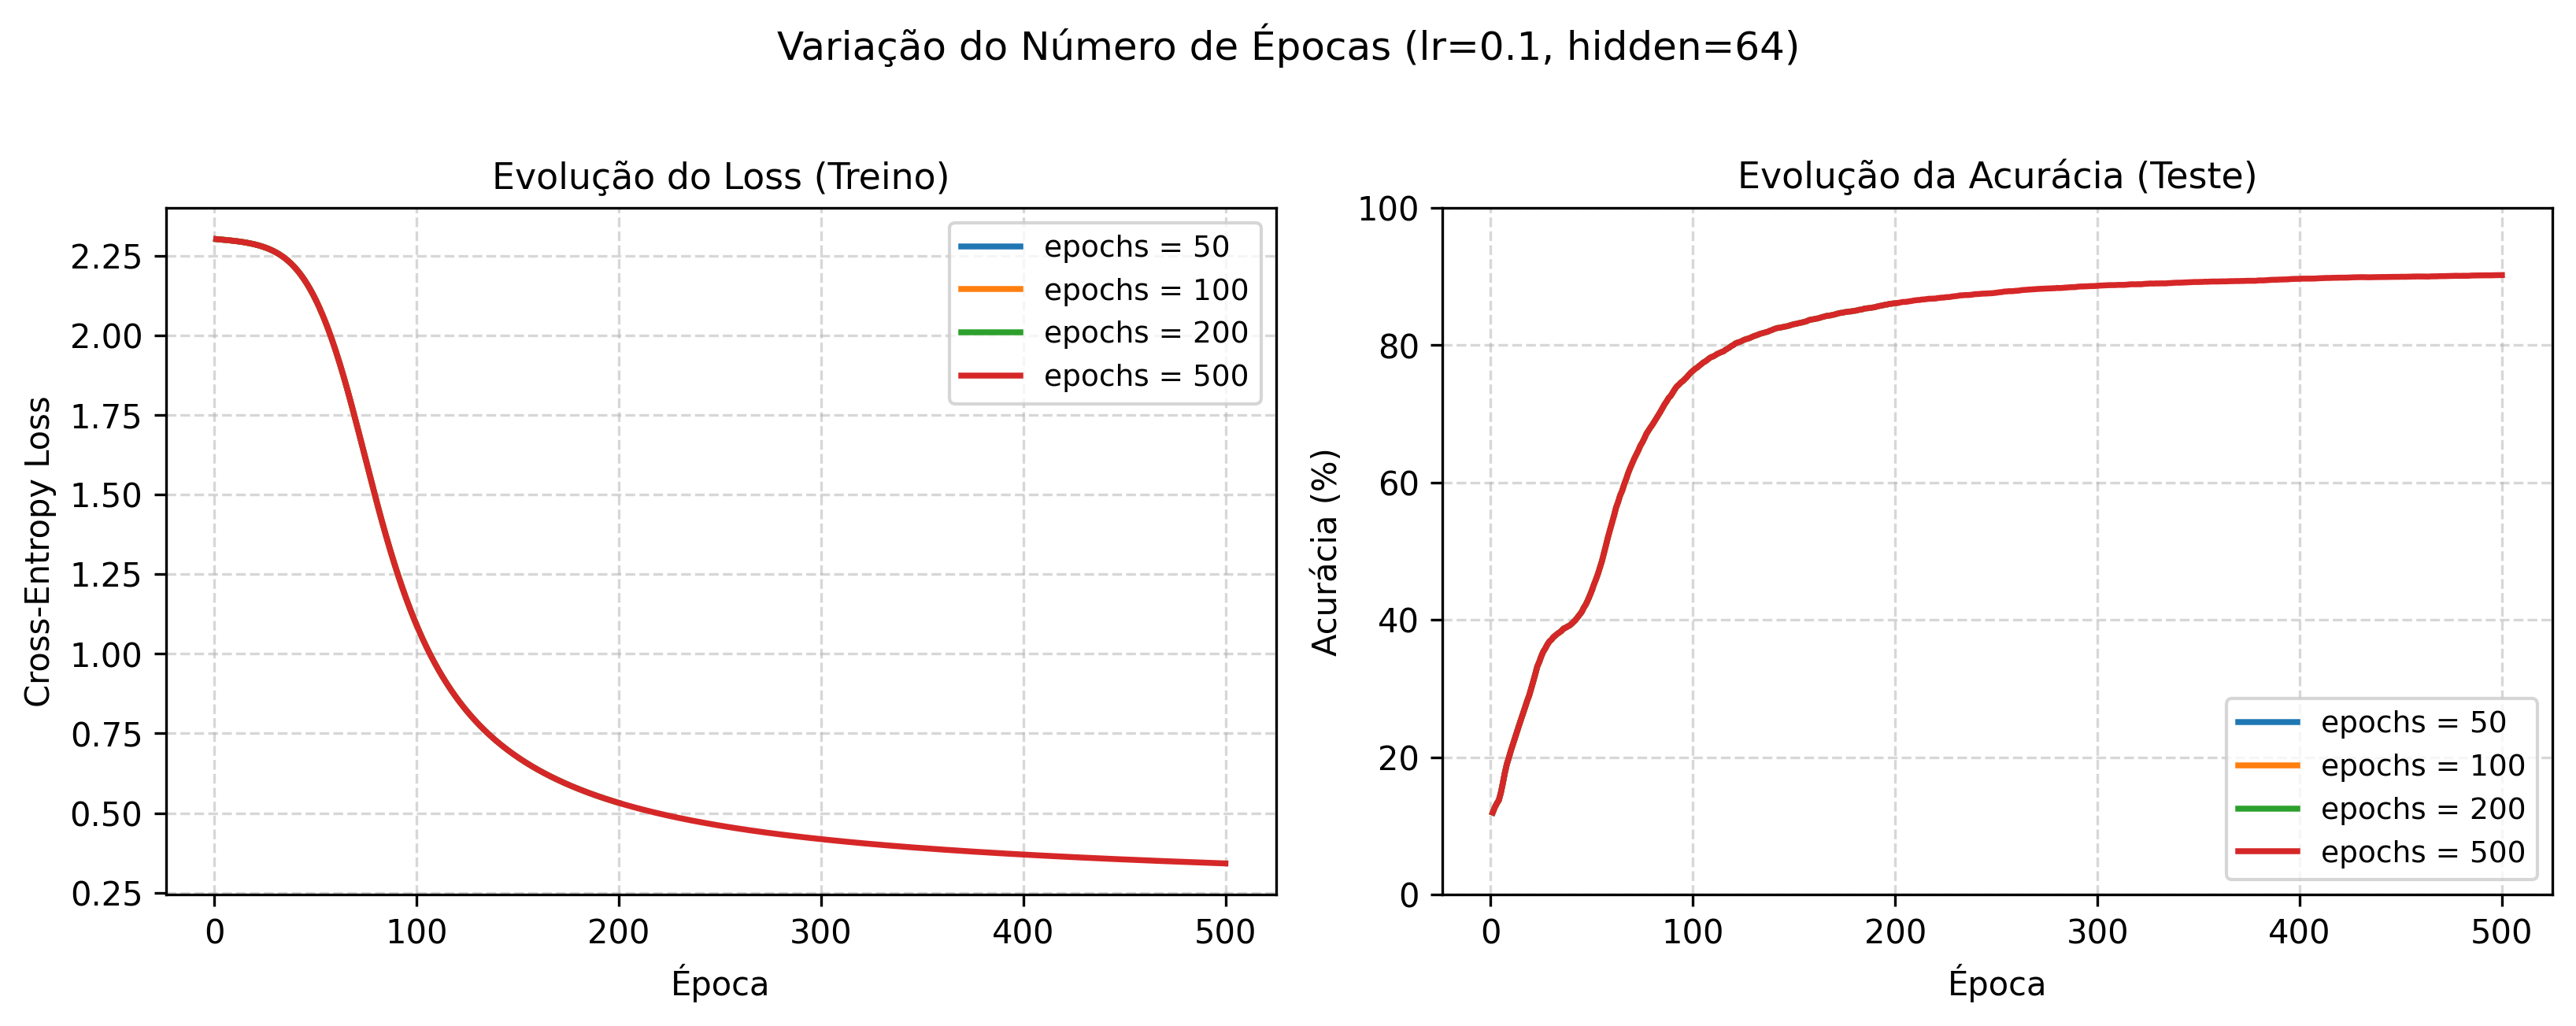 Variação do Número de Épocas (lr=0.1, hidden=64)
Evolução do Loss (Treino)
Cross-Entropy Loss
2.25
2.00
1.75
1.50
1.25
1.00
0.75
0.50
0.25
epochs = 50
epochs = 100
epochs = 200
epochs = 500
0 100 200 300 400 500
Época
Evolução da Acurácia (Teste)
Acurácia (%)
100
80
60
40
20
0
epochs = 50
epochs = 100
epochs = 200
epochs = 500
0 100 200 300 400 500
Época